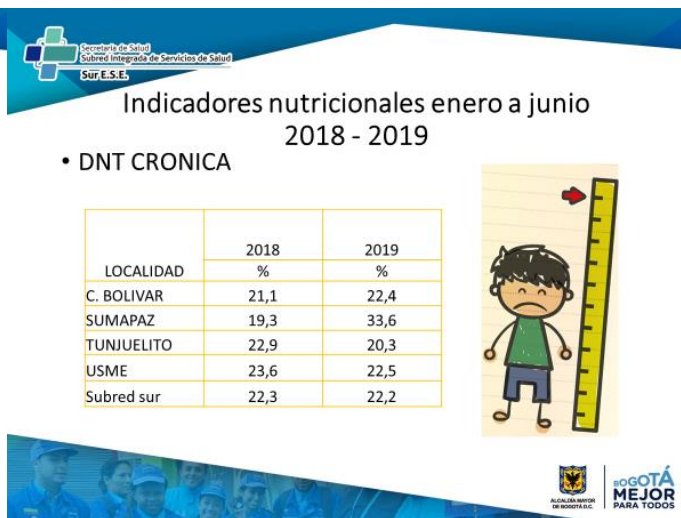 Secretaría de Salud
Subred Integrada de Servicios de Salud
Sur E.S.E.
Indicadores nutricionales enero a junio
2018 - 2019
• DNT CRONICA
2018 2019
LOCALIDAD % %
C. BOLIVAR 21,1 22,4
SUMAPAZ 19,3 33,6
TUNJUELITO 22,9 20,3
USME 23,6 22,5
Subred sur 22,3 22,2
ALCALDÍA MAYOR
DE BOGOTÁ D.C.
BOGOTÁ
MEJOR
PARA TODOS